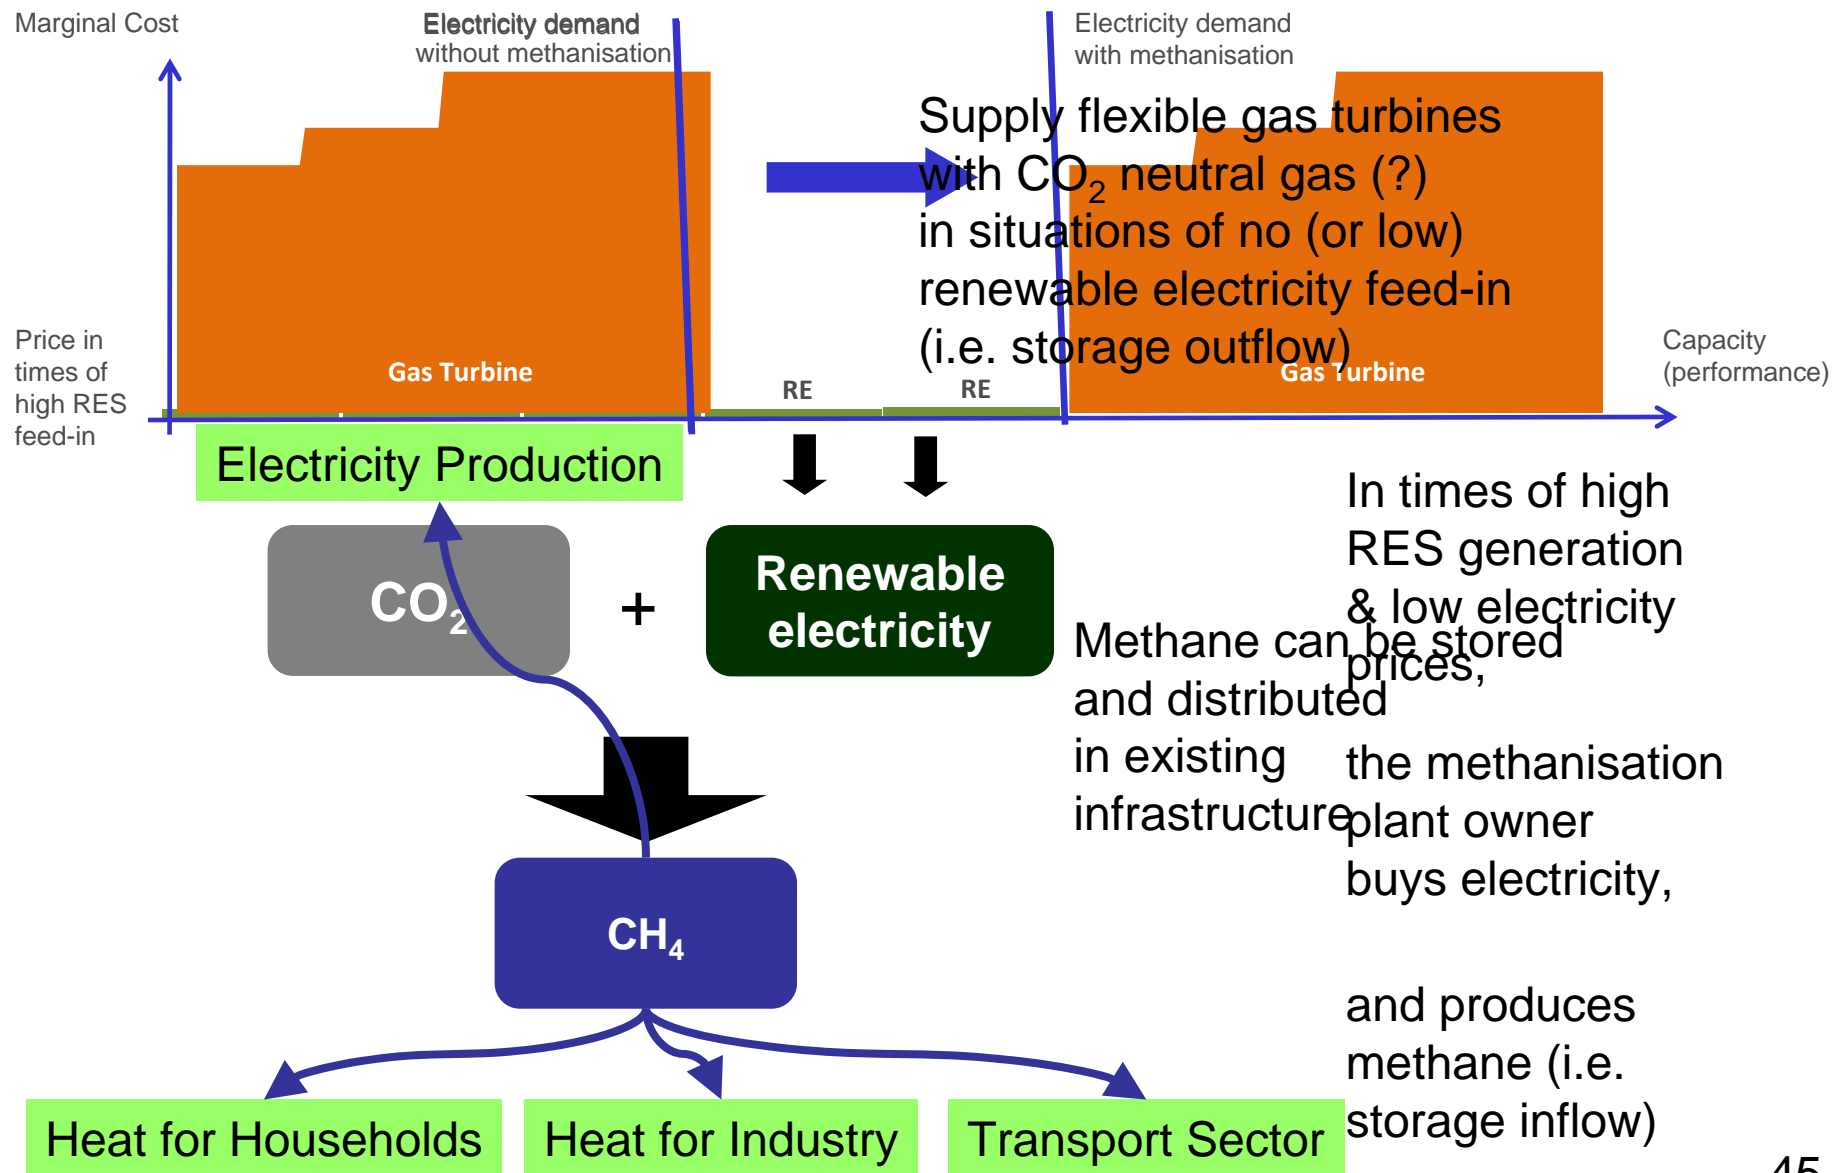 Marginal Cost
Electricity demand
without methanisation
Electricity demand
with methanisation
Supply flexible gas turbines
with CO₂ neutral gas (?)
in situations of no (or low)
renewable electricity feed-in
(i.e. storage outflow)
Price in
times of
high RES
feed-in
Gas Turbine
RE
RE
Gas Turbine
Capacity
(performance)
Electricity Production
CO₂
+
Renewable
electricity
In times of high
RES generation
& low electricity
prices,
Methane can be stored
and distributed
in existing
infrastructure
the methanisation
plant owner
buys electricity,
CH₄
and produces
methane (i.e.
storage inflow)
Heat for Households
Heat for Industry
Transport Sector
45